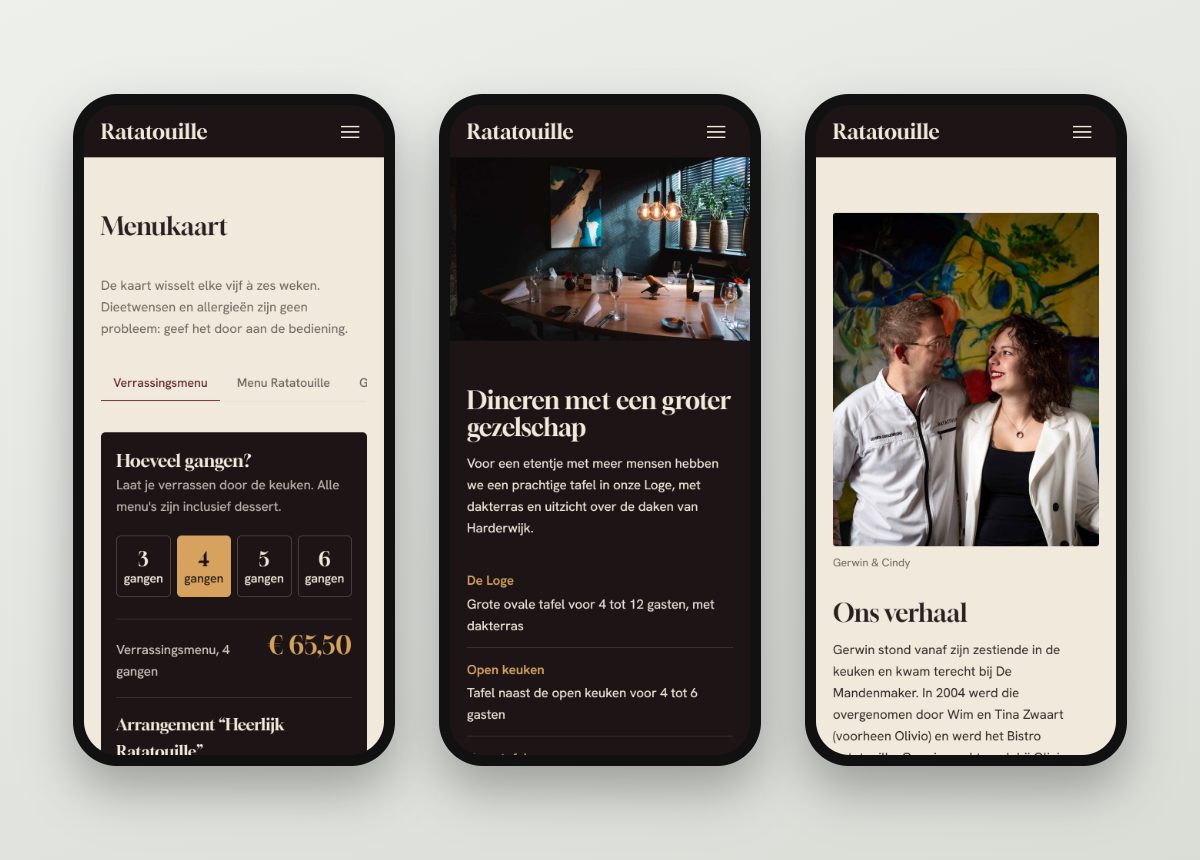 Ratatouille
Menukaart
De kaart wisselt elke vijf à zes weken.
Dieetwensen en allergieën zijn geen
probleem: geef het door aan de bediening.
Verrassingsmenu
Menu Ratatouille
G
Hoeveel gangen?
Laat je verrassen door de keuken. Alle
menu's zijn inclusief dessert.
3
gangen
4
gangen
5
gangen
6
gangen
Verrassingsmenu, 4
gangen
€ 65,50
Arrangement “Heerlijk
Ratatouille”
Ratatouille
Dineren met een groter
gezelschap
Voor een etentje met meer mensen hebben
we een prachtige tafel in onze Loge, met
dakterras en uitzicht over de daken van
Harderwijk.
De Loge
Grote ovale tafel voor 4 tot 12 gasten, met
dakterras
Open keuken
Tafel naast de open keuken voor 4 tot 6
gasten
Ratatouille
Gerwin & Cindy
Ons verhaal
Gerwin stond vanaf zijn zestiende in de
keuken en kwam terecht bij De
Mandenmaker. In 2004 werd die
overgenomen door Wim en Tina Zwaart
(voorheen Olivio) en werd het Bistro